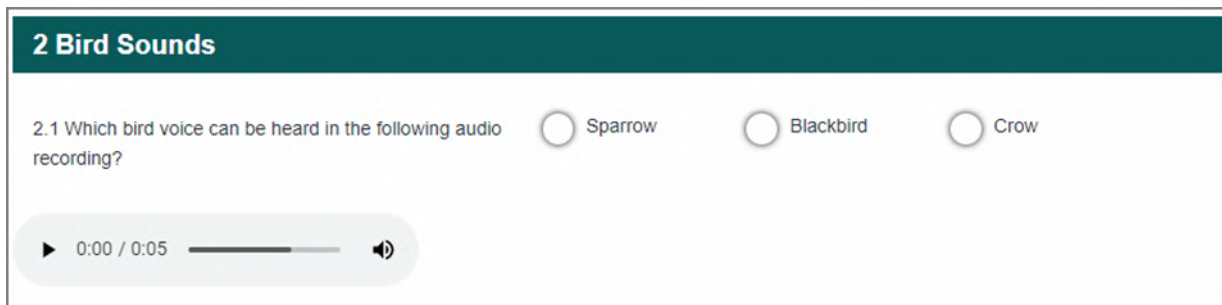 2 Bird Sounds
2.1 Which bird voice can be heard in the following audio
recording?
Sparrow
Blackbird
Crow
0:00 / 0:05